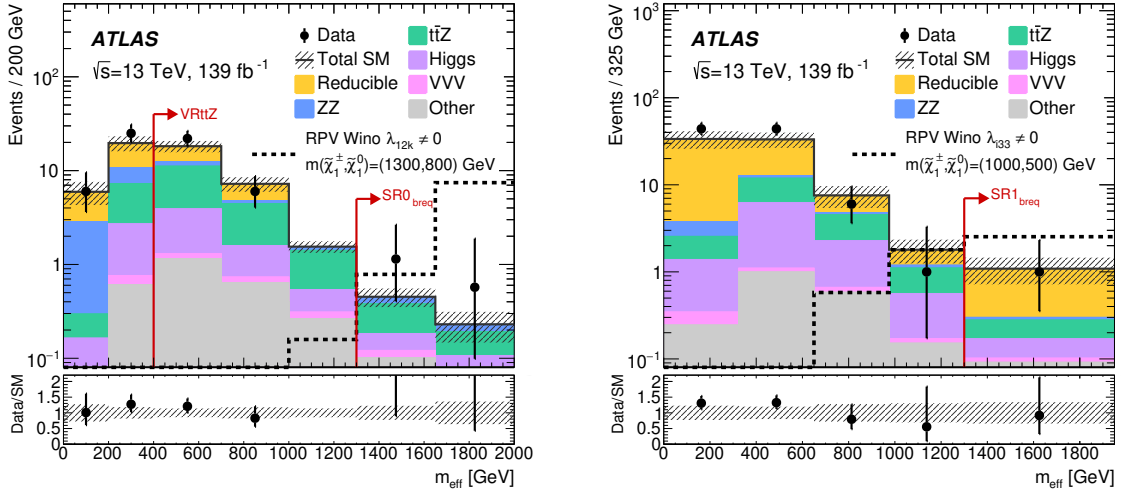 Events / 200 GeV
10²
10
1
10⁻¹
ATLAS
√s=13 TeV, 139 fb⁻¹
Data
Total SM
Reducible
ZZ
tt̄Z
Higgs
VVV
Other
RPV Wino λ₁₂ₖ ≠ 0
m(χ̃₁±,χ̃₁⁰)=(1300,800) GeV
VRttZ
SR0breq
Data/SM
2
1.5
1
0.5
0
0 200 400 600 800 1000 1200 1400 1600 1800 2000
meff [GeV]
Events / 325 GeV
10³
10²
10
1
10⁻¹
ATLAS
√s=13 TeV, 139 fb⁻¹
Data
Total SM
Reducible
ZZ
tt̄Z
Higgs
VVV
Other
RPV Wino λᵢ₃₃ ≠ 0
m(χ̃₁±,χ̃₁⁰)=(1000,500) GeV
SR1breq
Data/SM
2
1.5
1
0.5
0
0 200 400 600 800 1000 1200 1400 1600 1800
meff [GeV]